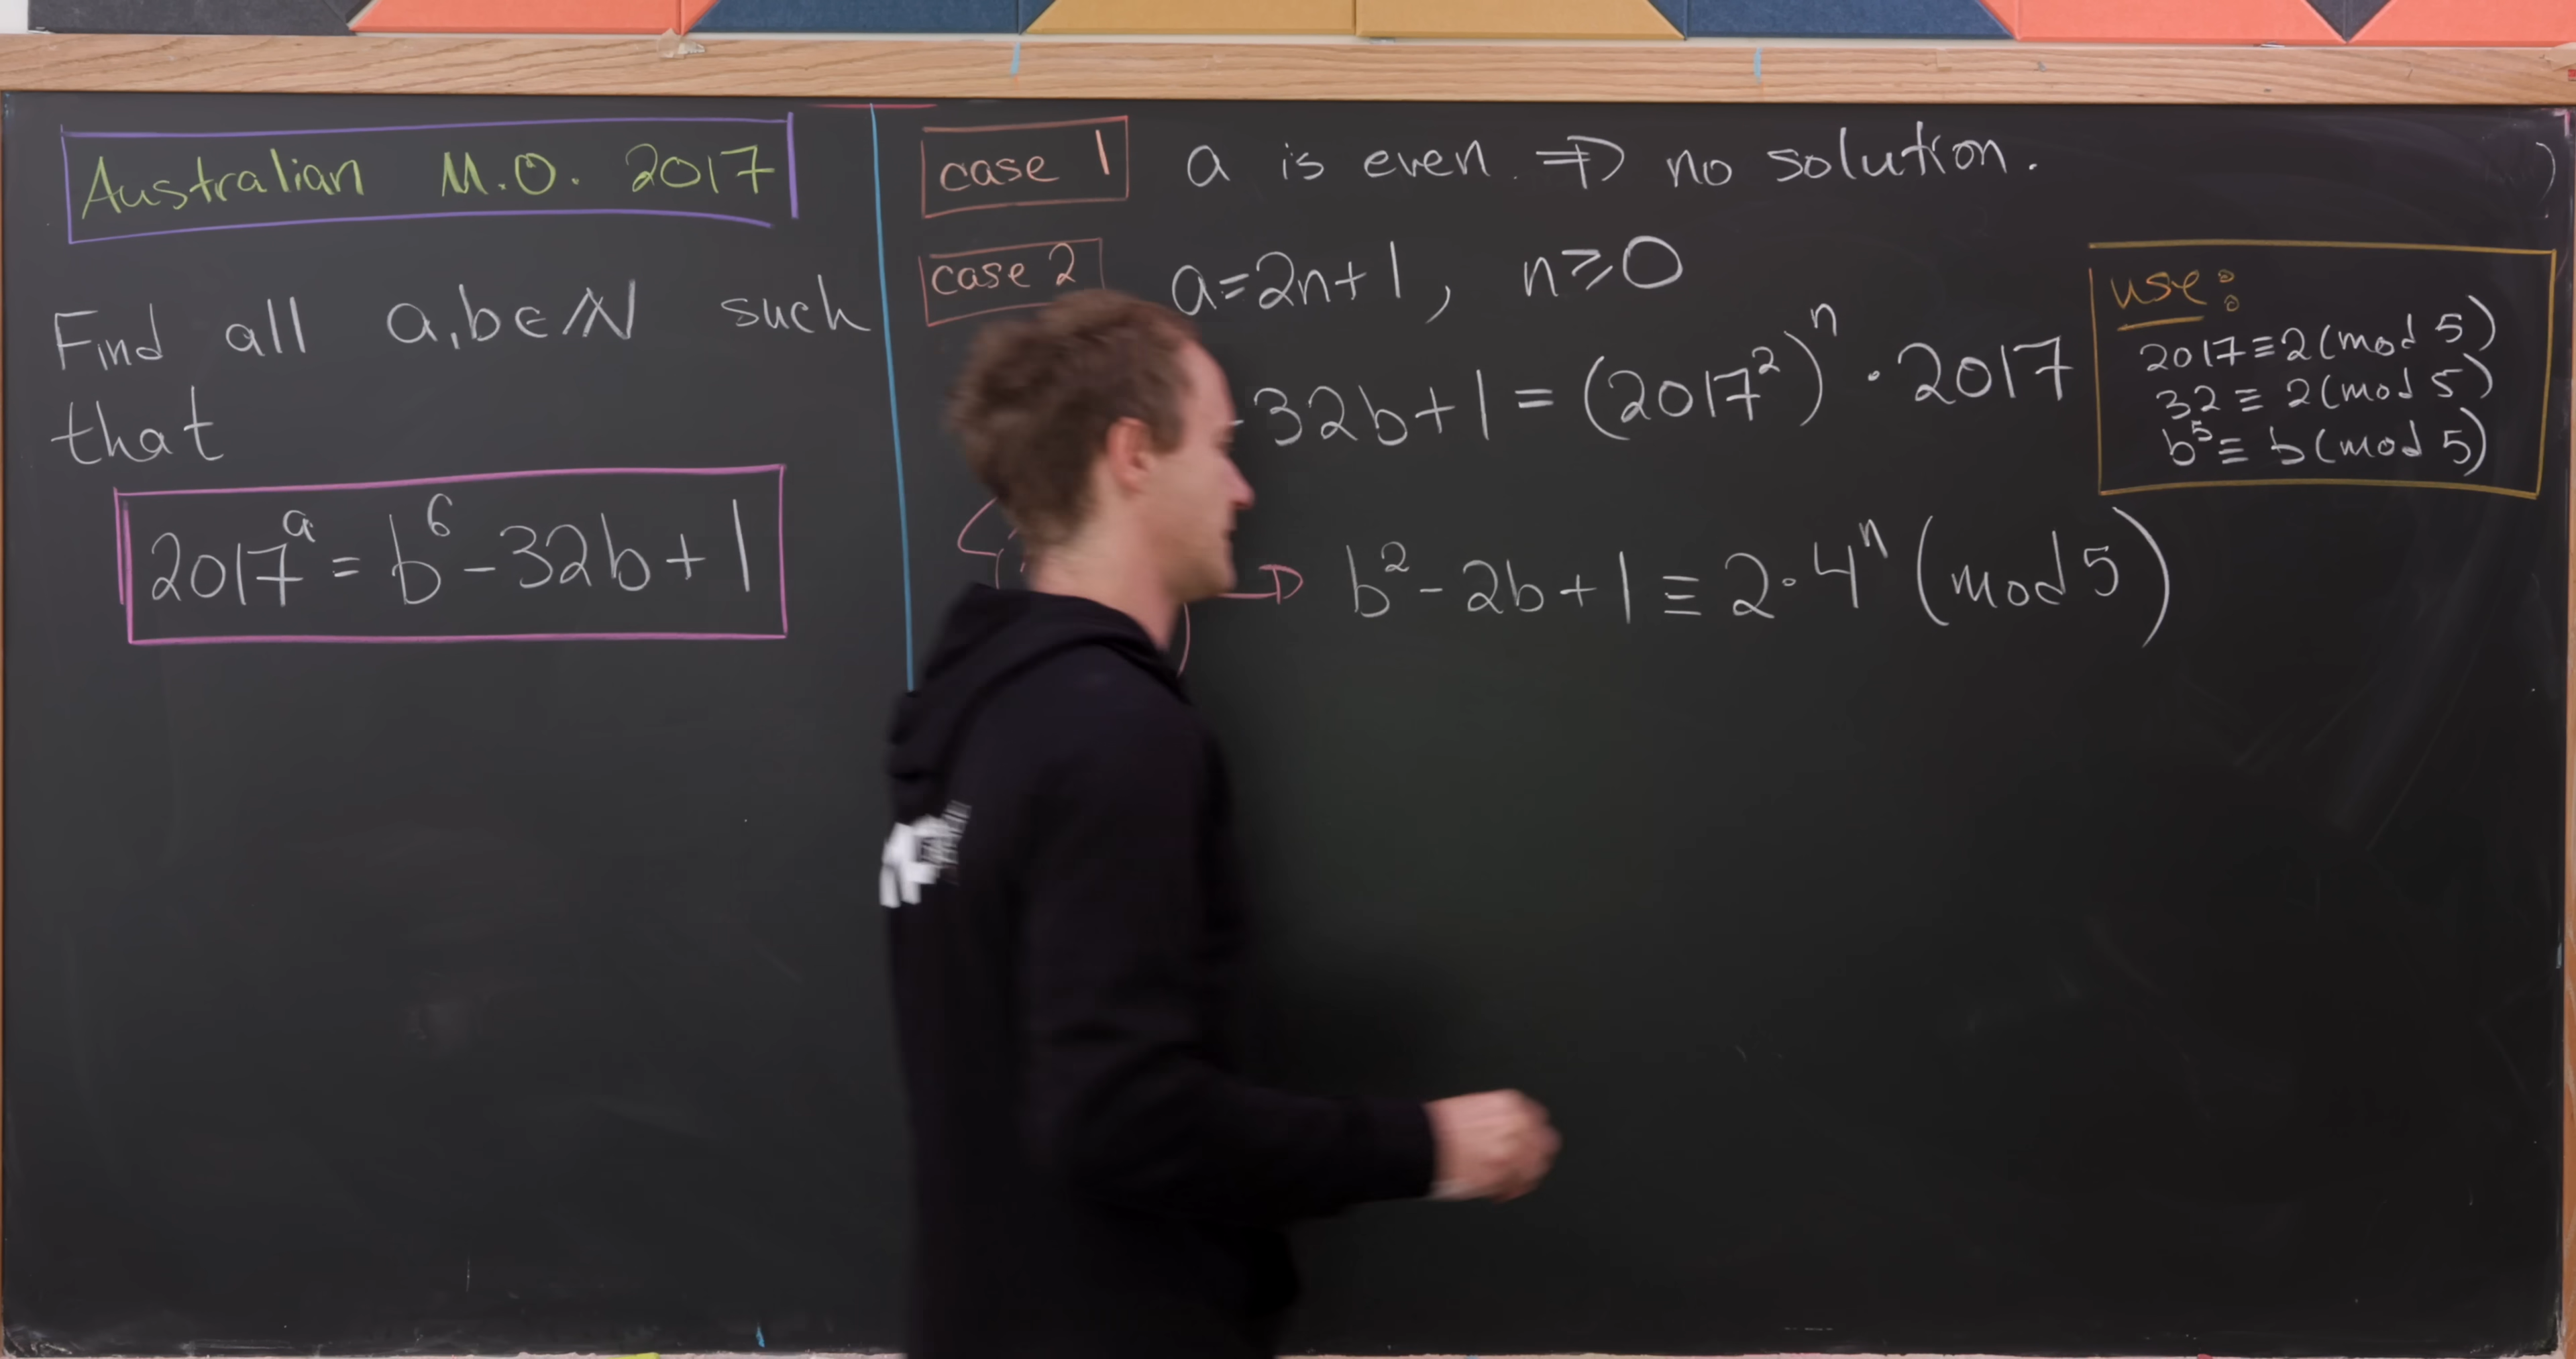 Australian M.O. 2017
Find all a,b∈ℕ such
that
2017^a = b^6 - 32b + 1
case 1 a is even. ⇒ no solution.
case 2 a=2n+1, n≥0
-32b+1 = (2017^2)^n · 2017
b^2 - 2b + 1 ≡ 2·4^n (mod 5)
use:
2017≡2(mod 5)
32 ≡ 2(mod 5)
b^5 ≡ b(mod 5)